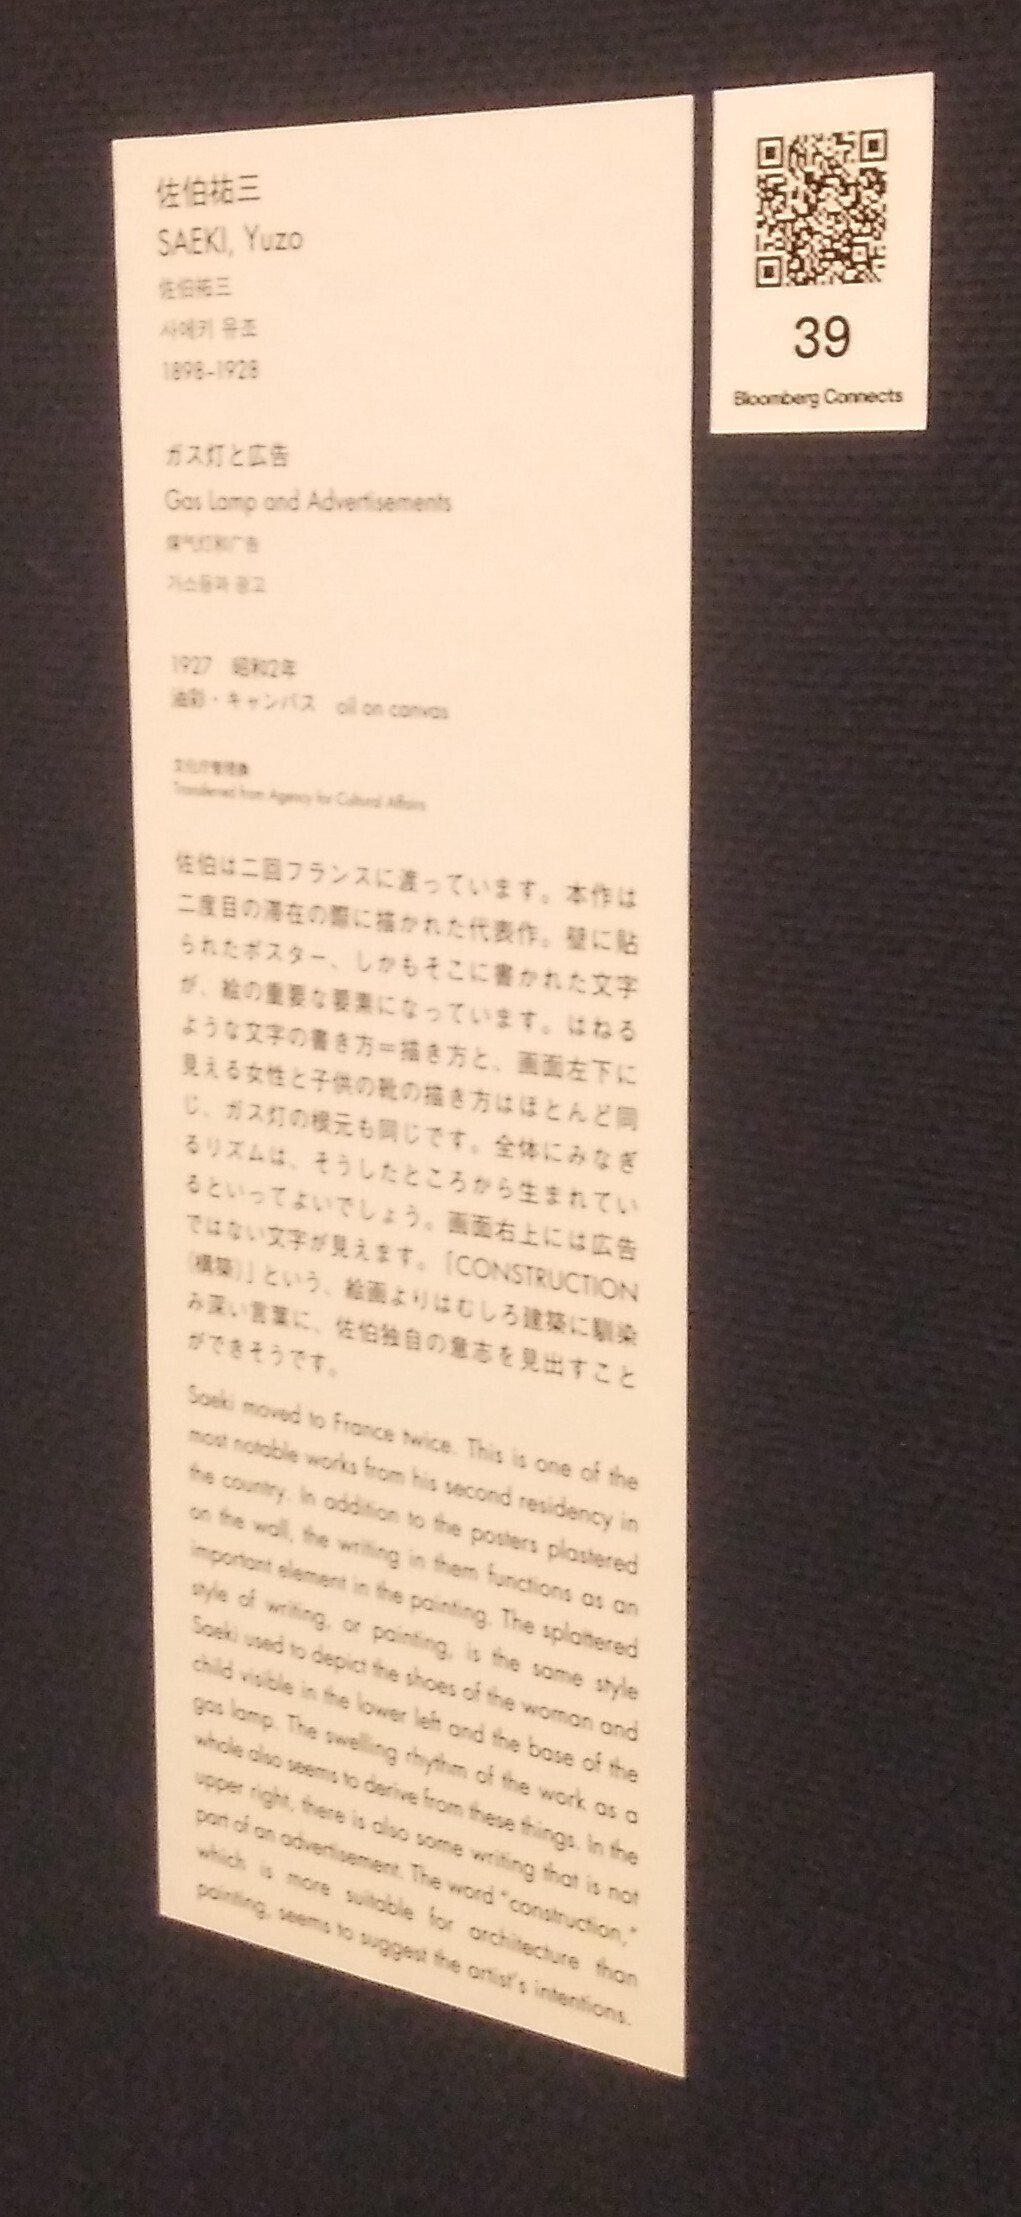 佐伯祐三
SAEKI, Yuzo
佐伯祐三
사에키 유조
1898–1928
ガス灯と広告
Gas Lamp and Advertisements
煤气灯和广告
가스등과 광고
1927　昭和2年
油彩・キャンバス　oil on canvas
文化庁管理換
Transferred from Agency for Cultural Affairs
佐伯は二回フランスに渡っています。本作は
二度目の滞在の際に描かれた代表作。壁に貼
られたポスター、しかもそこに書かれた文字
が、絵の重要な要素になっています。はねる
ような文字の書き方＝描き方と、画面左下に
見える女性と子供の靴の描き方はほとんど同
じ、ガス灯の根元も同じです。全体にみなぎ
るリズムは、そうしたところから生まれてい
るといってよいでしょう。画面右上には広告
ではない文字が見えます。「CONSTRUCTION
(構築)」という、絵画よりはむしろ建築に馴染
み深い言葉に、佐伯独自の意志を見出すこと
ができそうです。
Saeki moved to France twice. This is one of the
most notable works from his second residency in
the country. In addition to the posters plastered
on the wall, the writing in them functions as an
important element in the painting. The splattered
style of writing, or painting, is the same style
Saeki used to depict the shoes of the woman and
child visible in the lower left and the base of the
gas lamp. The swelling rhythm of the work as a
whole also seems to derive from these things. In the
upper right, there is also some writing that is not
part of an advertisement. The word "construction,"
which is more suitable for architecture than
painting, seems to suggest the artist's intentions.
39
Bloomberg Connects